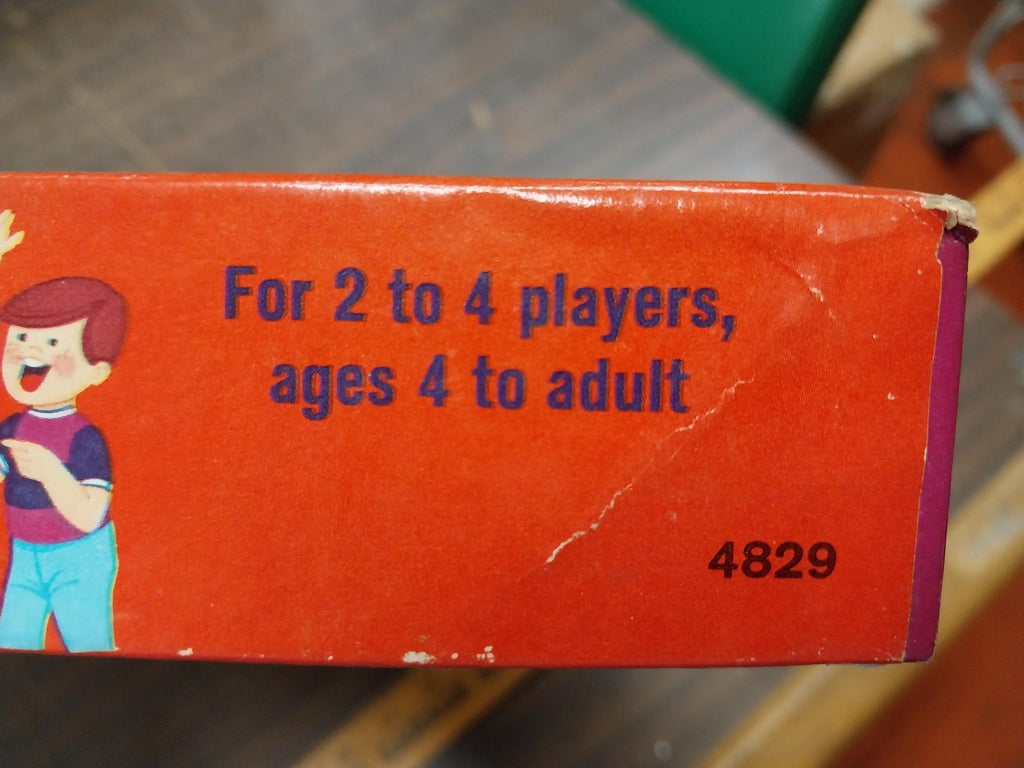 For 2 to 4 players,
ages 4 to adult
4829